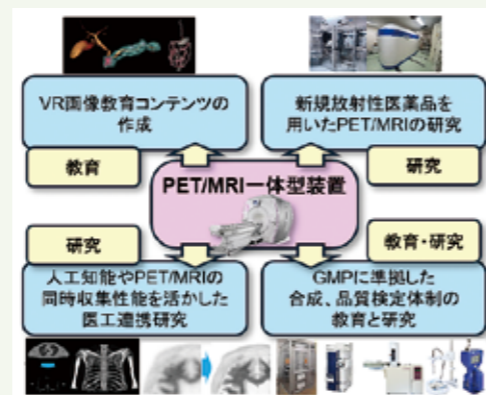 VR画像教育コンテンツの
作成
教育
新規放射性医薬品を
用いたPET/MRIの研究
研究
PET/MRI一体型装置
研究
人工知能やPET/MRIの
同時収集性能を活かした
医工連携研究
教育・研究
GMPに準拠した
合成、品質検定体制の
教育と研究